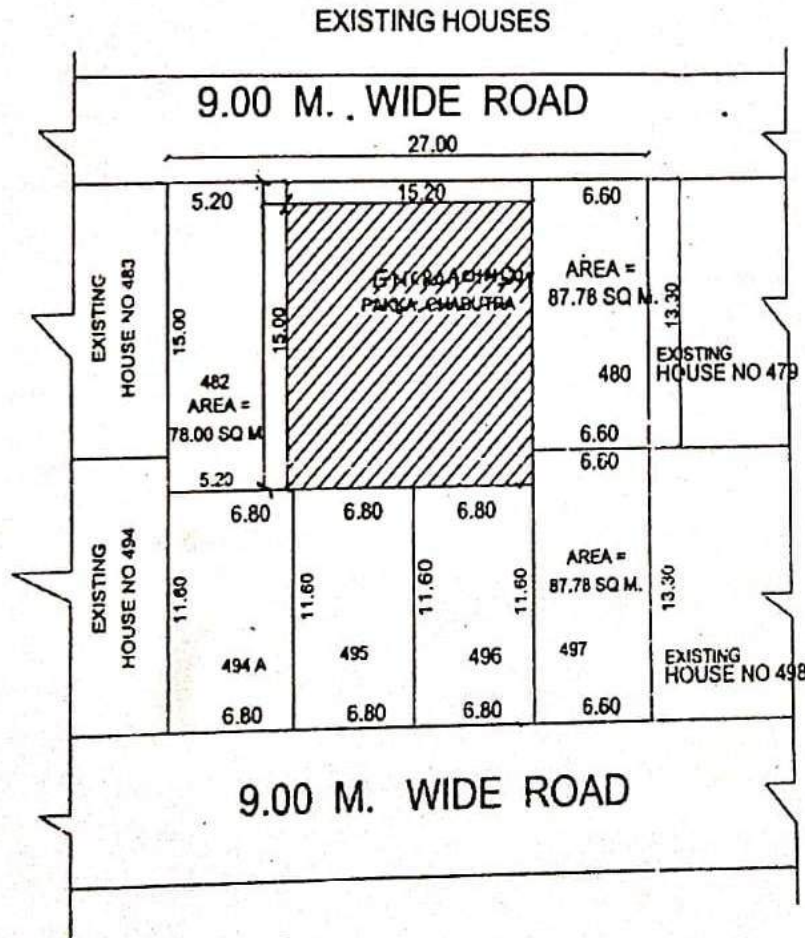 EXISTING HOUSES
9.00 M. WIDE ROAD
27.00
5.20
15.20
6.60
EXISTING
HOUSE NO 483
15.00
15.00
PAKKA CHABUTRA
AREA =
87.78 SQ M.
13.30
480
EXISTING
HOUSE NO 479
482
AREA =
78.00 SQ M
5.20
6.60
6.60
EXISTING
HOUSE NO 494
6.80
6.80
6.80
11.60
11.60
11.60
11.60
AREA =
87.78 SQ M.
13.30
494 A
495
496
497
EXISTING
HOUSE NO 498
6.80
6.80
6.80
6.60
9.00 M. WIDE ROAD